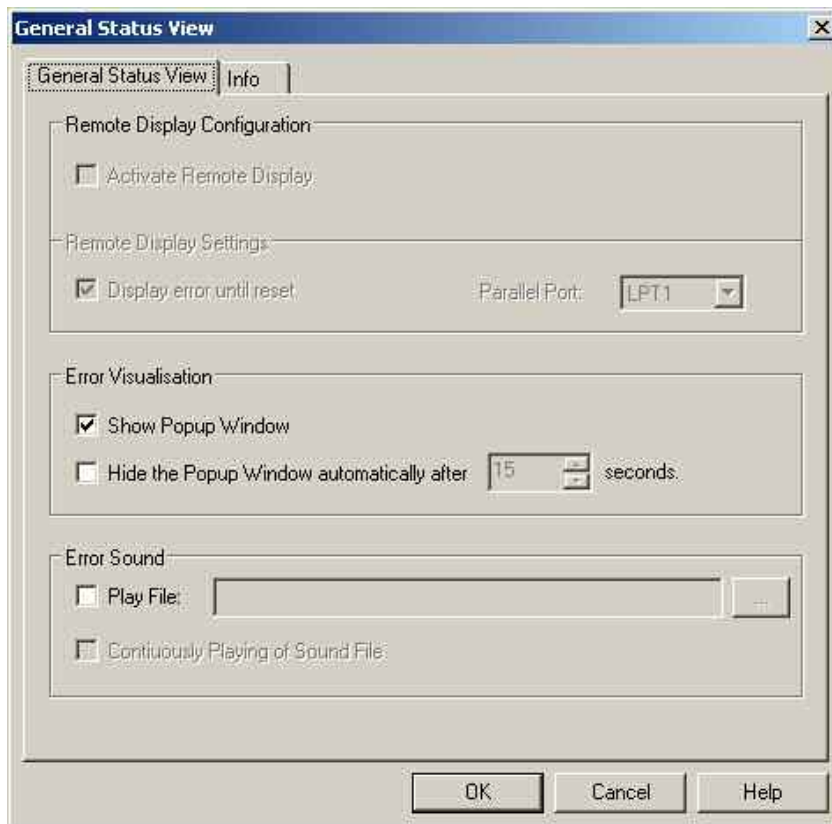 General Status View
General Status View Info
Remote Display Configuration
Activate Remote Display
Remote Display Settings
Display error until reset Parallel Port: LPT1
Error Visualisation
Show Popup Window
Hide the Popup Window automatically after 15 seconds.
Error Sound
Play File: ...
Contiuously Playing of Sound File
OK Cancel Help